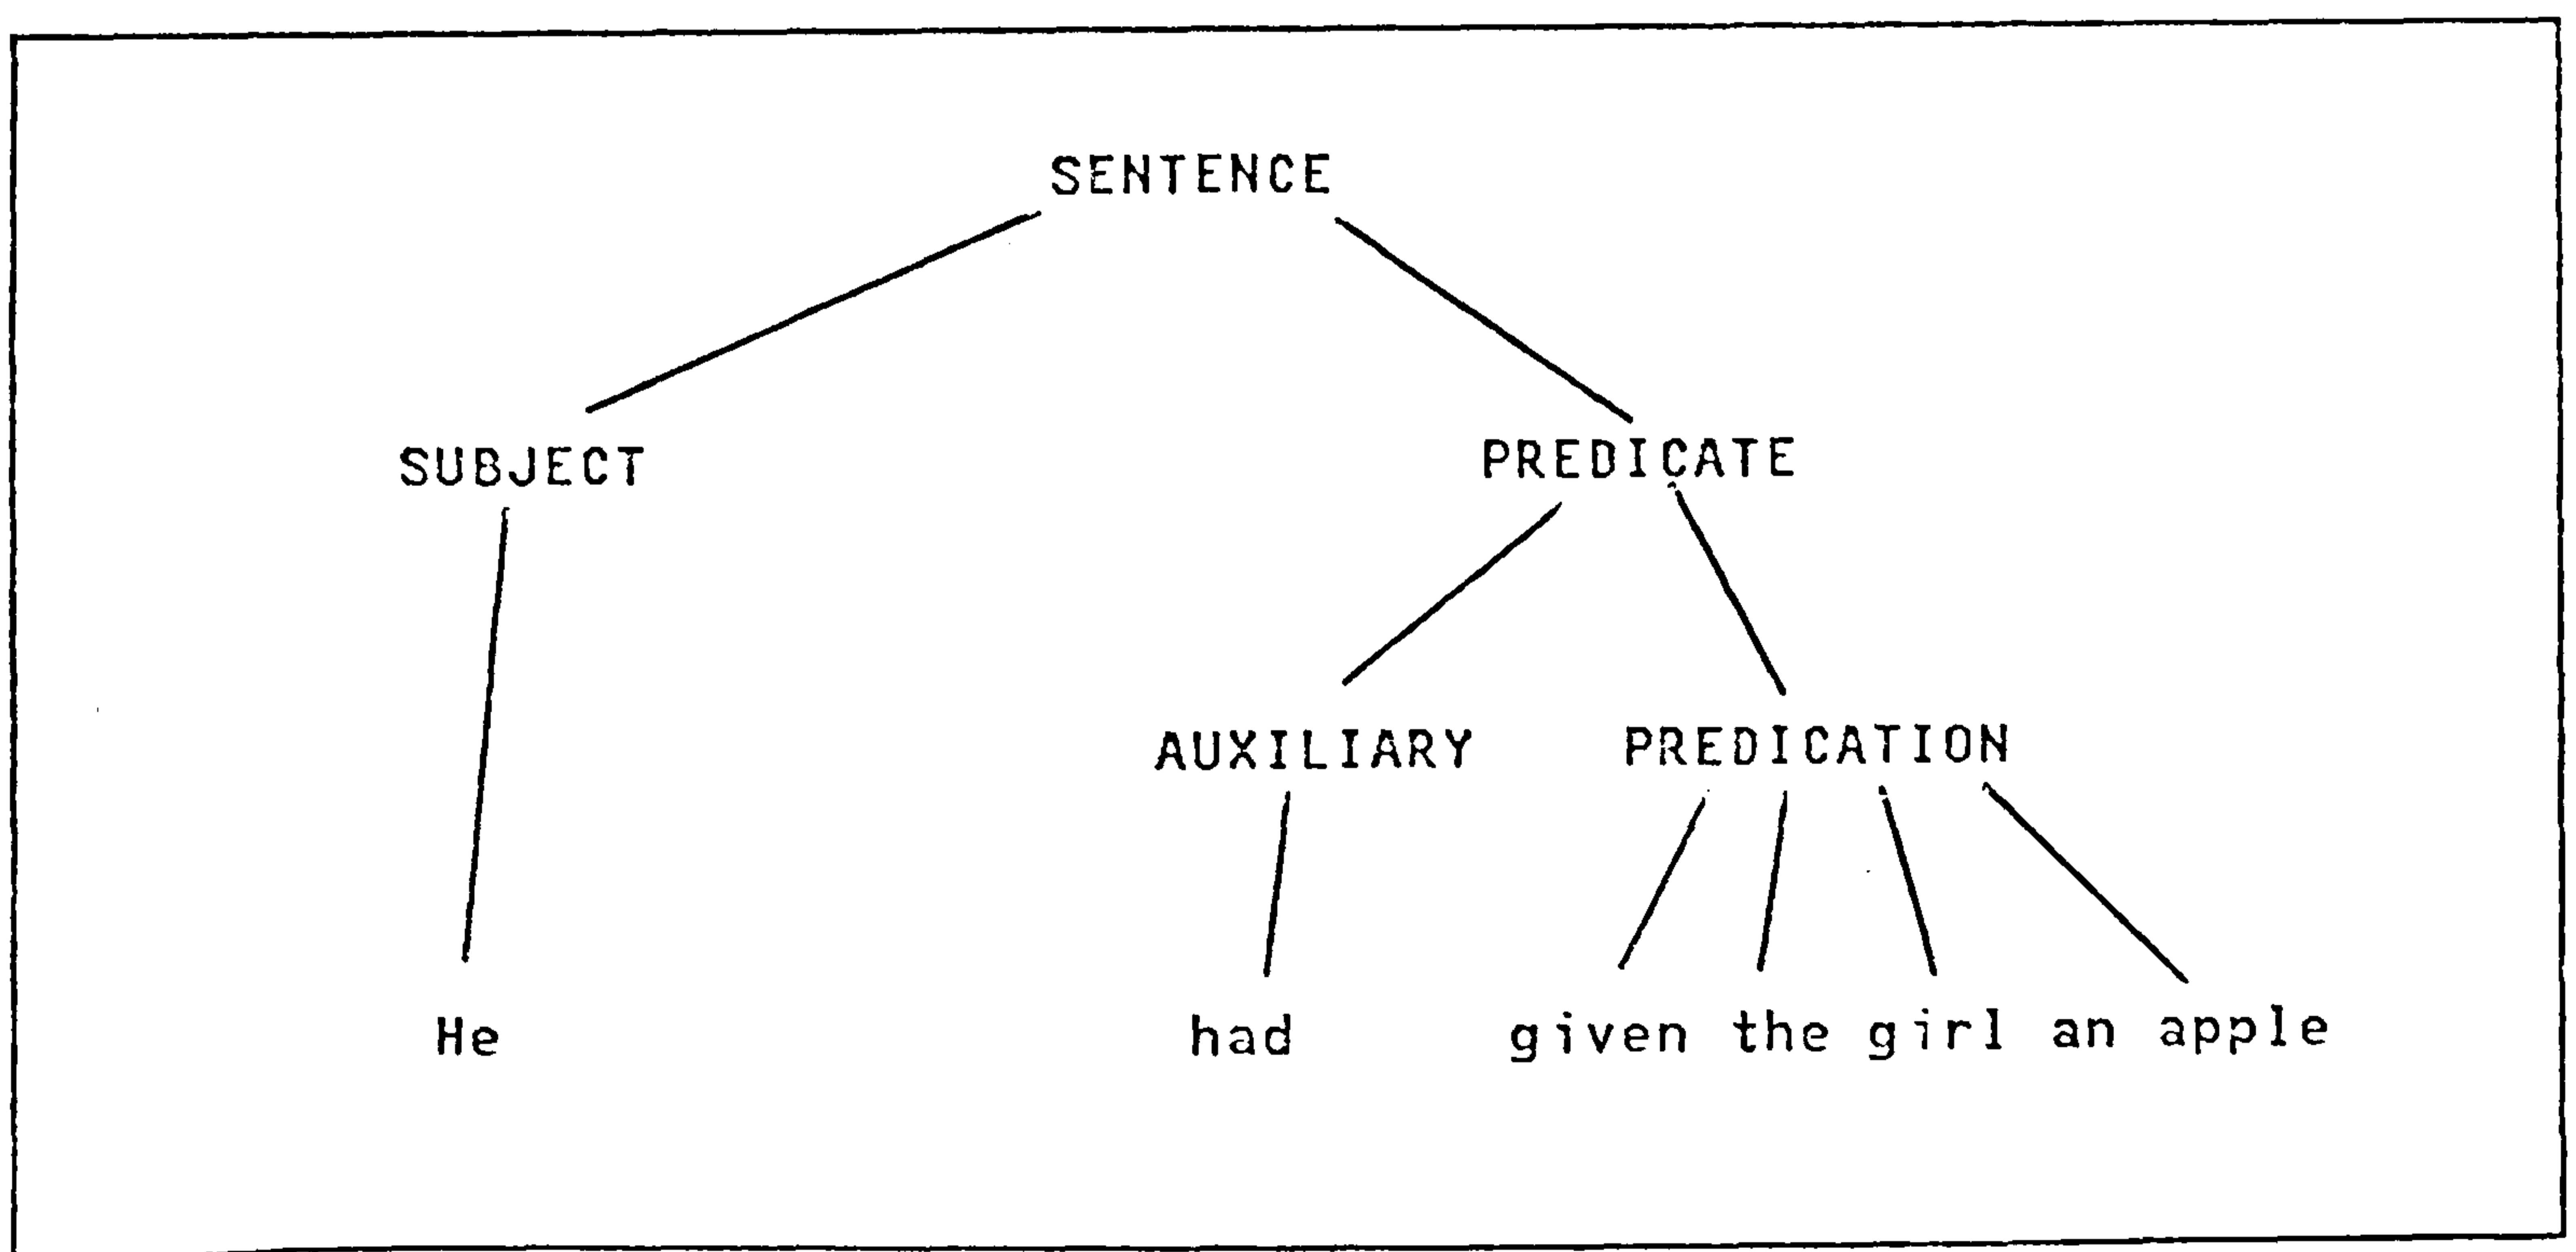 SENTENCE
SUBJECT PREDICATE
AUXILIARY PREDICATION
He had given the girl an apple